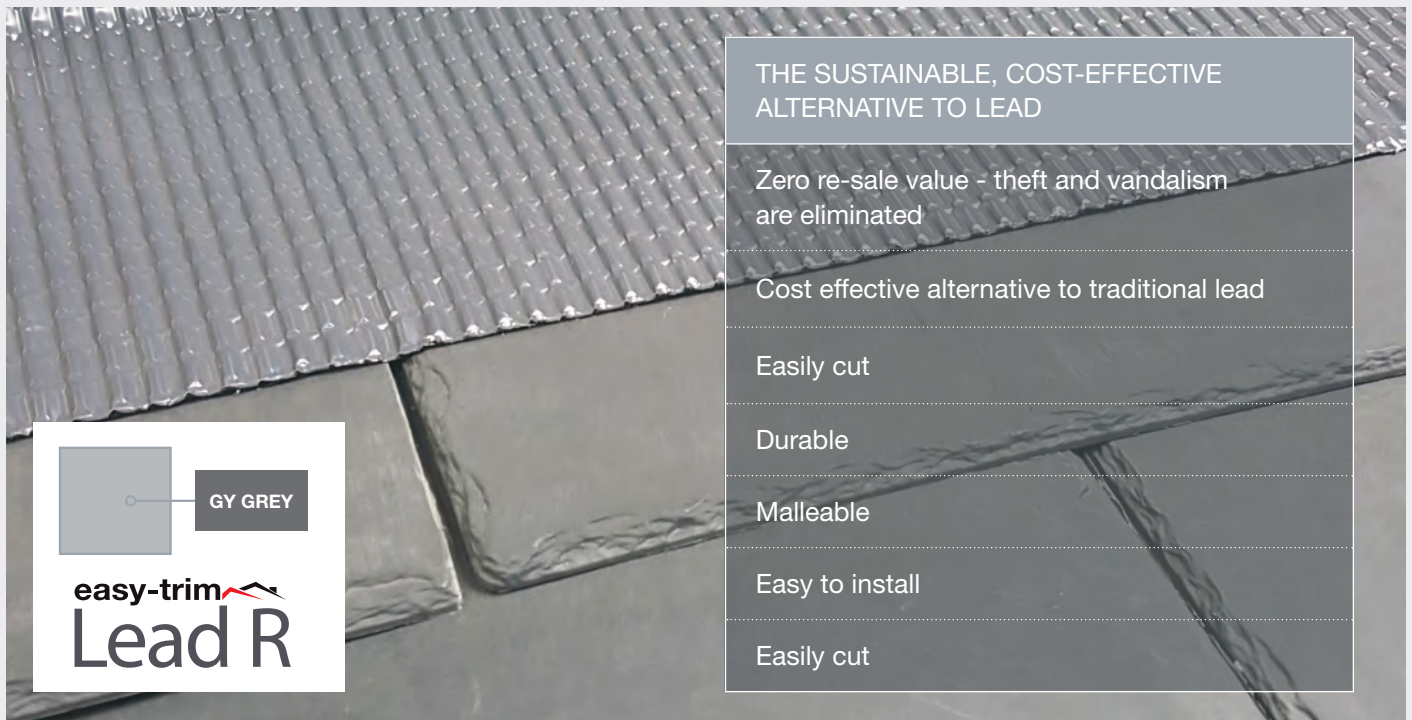 THE SUSTAINABLE, COST-EFFECTIVE
ALTERNATIVE TO LEAD
Zero re-sale value - theft and vandalism
are eliminated
Cost effective alternative to traditional lead
Easily cut
Durable
Malleable
Easy to install
Easily cut
GY GREY
easy-trim
Lead R